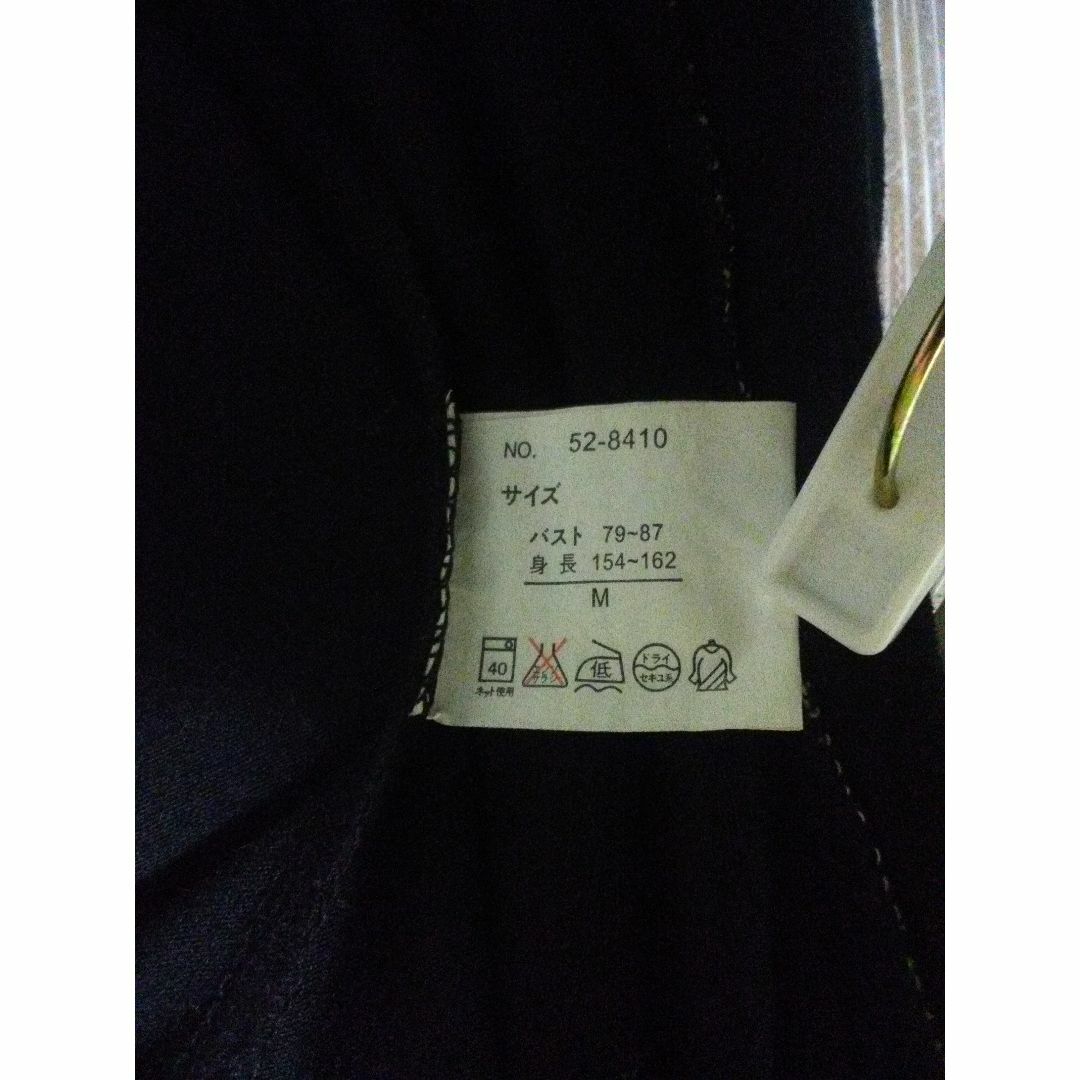 NO. 52-8410
サイズ
バスト 79~87
身長 154~162
M
40 低 ドライ セキユ系
ネット使用